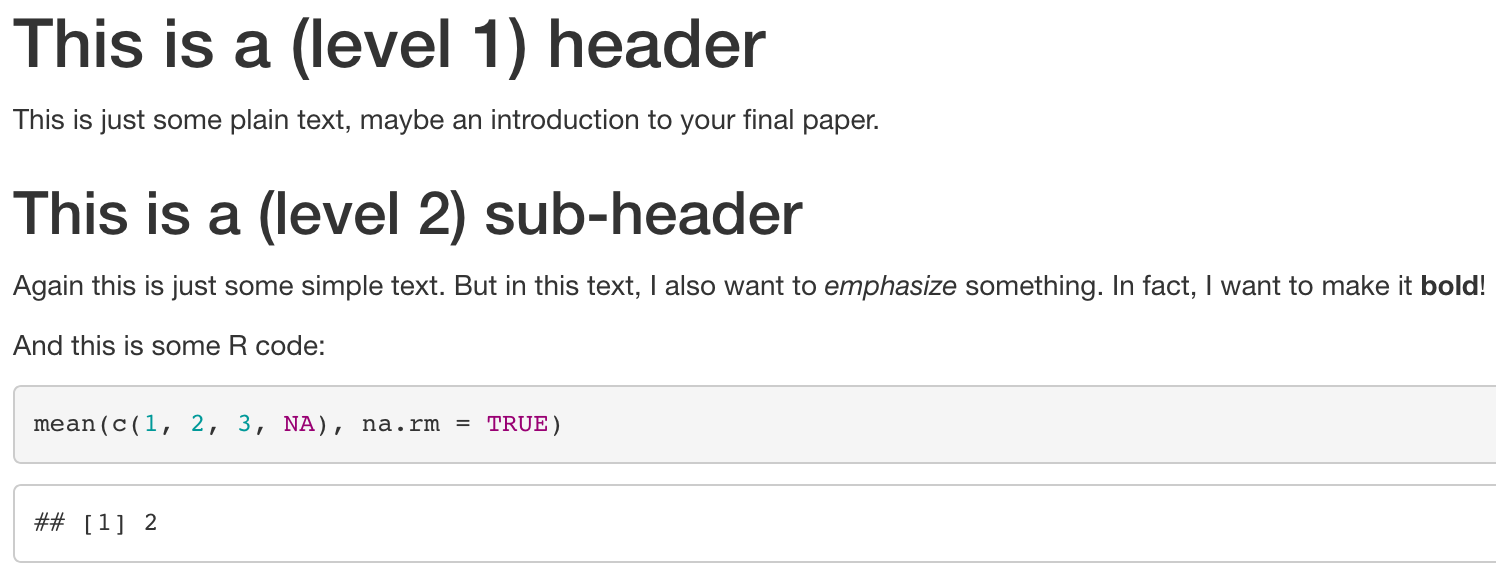 This is a (level 1) header
This is just some plain text, maybe an introduction to your final paper.
This is a (level 2) sub-header
Again this is just some simple text. But in this text, I also want to emphasize something. In fact, I want to make it bold!
And this is some R code:
mean(c(1, 2, 3, NA), na.rm = TRUE)
## [1] 2